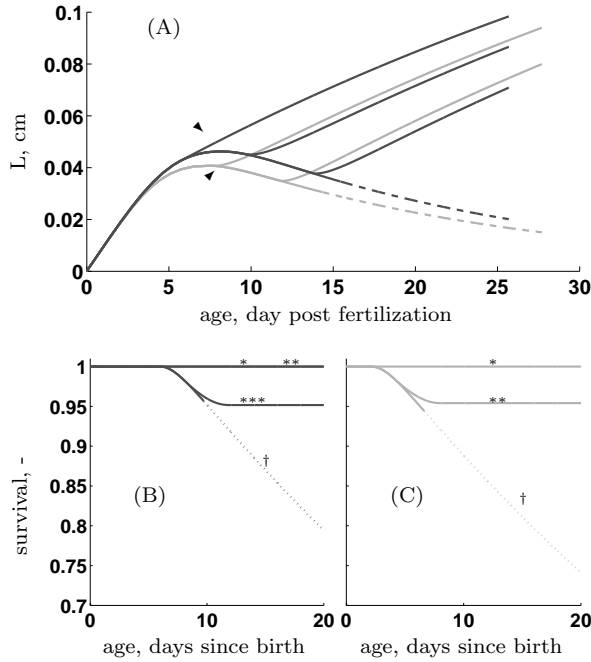 0.1
(A)
0.08
0.06
L, cm
0.04
0.02
0
0 5 10 15 20 25 30
age, day post fertilization
1
* **
*
0.95
***
**
0.9
†
0.85
†
(B)
(C)
survival, -
0.8
0.75
0.7
0 10 20
0 10 20
age, days since birth
age, days since birth